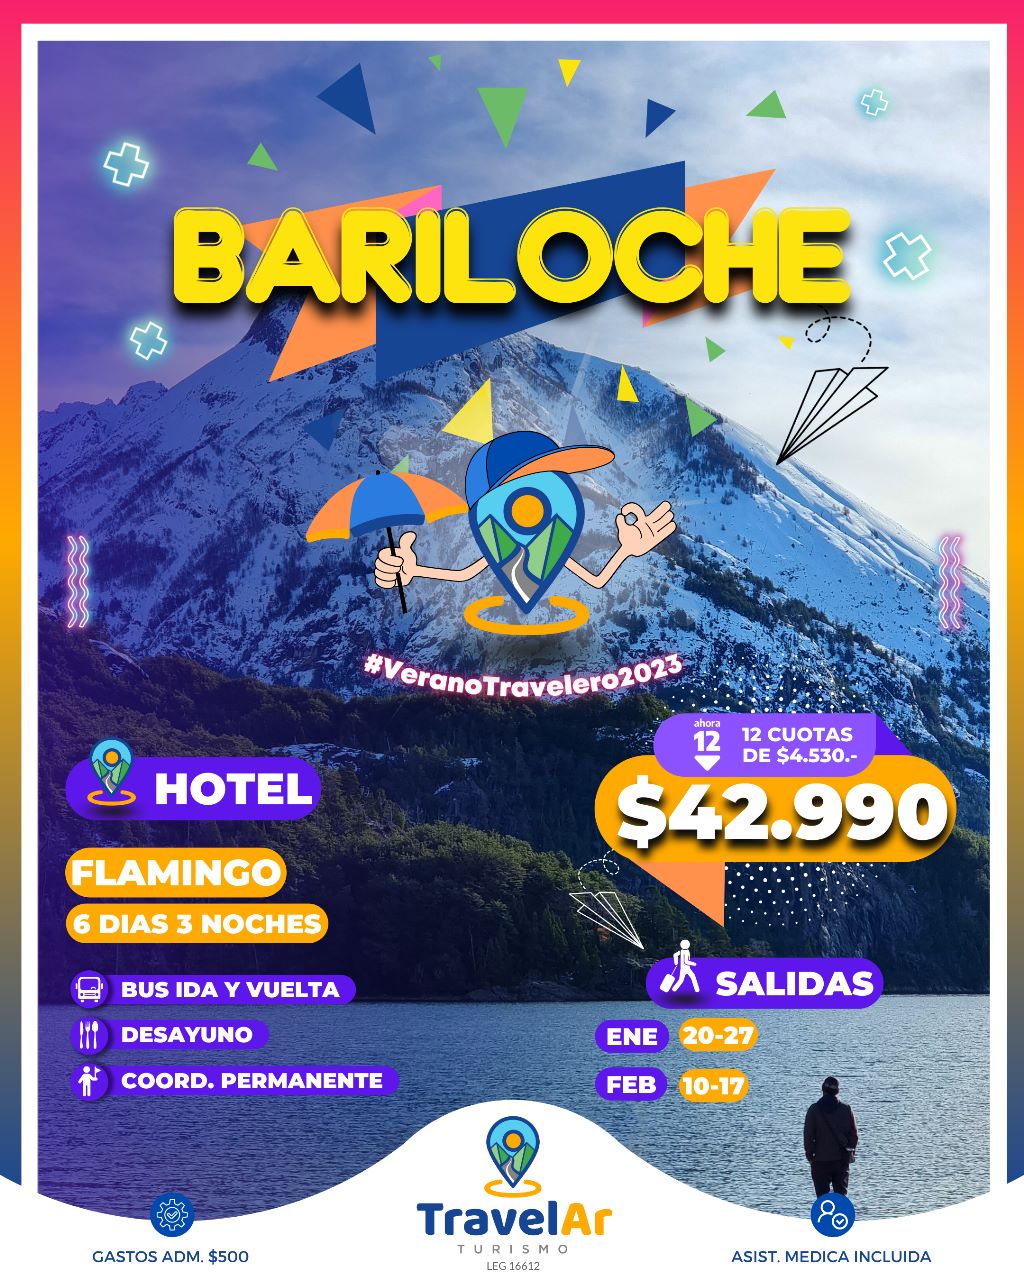 BARILOCHE
#VeranoTravelero2023
ahora
12
12 CUOTAS
DE $4.530.-
$42.990
HOTEL
FLAMINGO
6 DIAS 3 NOCHES
BUS IDA Y VUELTA
DESAYUNO
COORD. PERMANENTE
SALIDAS
ENE 20-27
FEB 10-17
TravelAr
TURISMO
LEG 16612
GASTOS ADM. $500
ASIST. MEDICA INCLUIDA